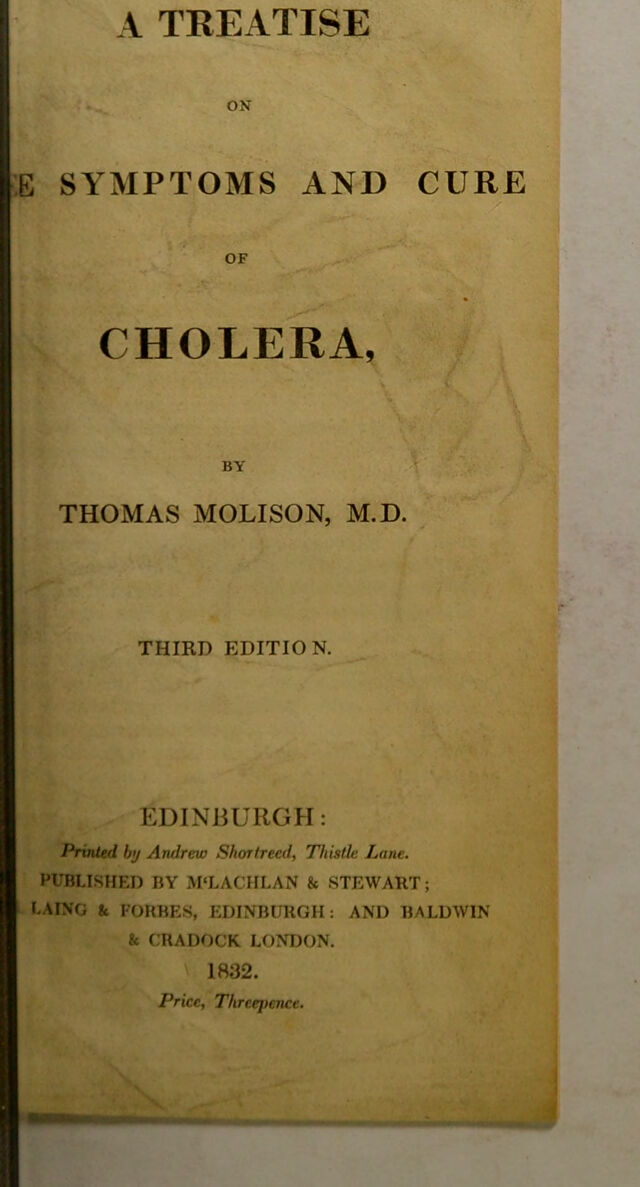 A TREATISE
ON
E SYMPTOMS AND CURE
OF
CHOLERA,
BY
THOMAS MOLISON, M.D.
THIRD EDITION.
EDINBURGH:
Printed by Andrew Shortreed, Thistle Lane.
PUBLISHED BY M‘LACHLAN & STEWART;
LAING & FORBES, EDINBURGH: AND BALDWIN
& CRADOCK LONDON.
1832.
Price, Threepence.